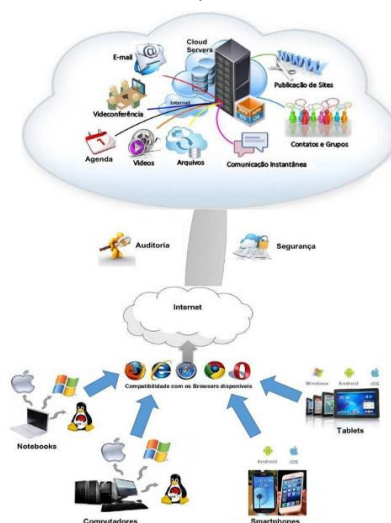 Cloud
Servers
E-mail
WWW
Publicação de Sites
Videoconferência
Internet
Agenda
Vídeos
Arquivos
Comunicação Instantânea
Contatos e Grupos
Auditoria
Segurança
Internet
Compatibilidade com os Browsers disponíveis
Windows Android iOS
Notebooks
Tablets
Android iOS
Computadores
Smartphones